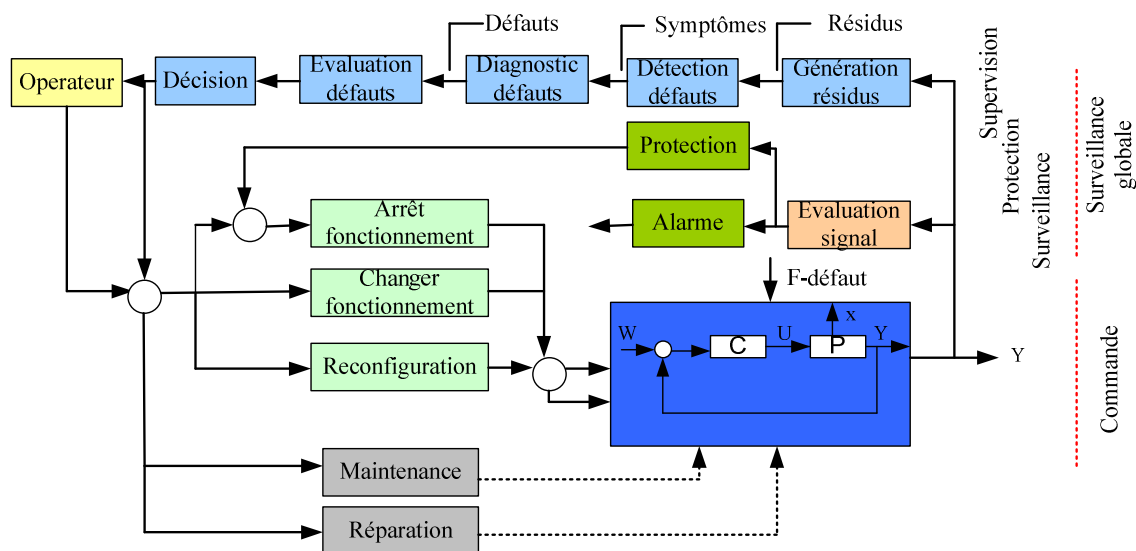 Défauts
Symptômes
Résidus
Operateur
Décision
Evaluation
défauts
Diagnostic
défauts
Détection
défauts
Génération
résidus
Supervision
Protection
Surveillance
Surveillance
globale
Protection
Arrêt
fonctionnement
Alarme
Evaluation
signal
Changer
fonctionnement
F-défaut
W
C
U
P
x
Y
Y
Reconfiguration
Commande
Maintenance
Réparation